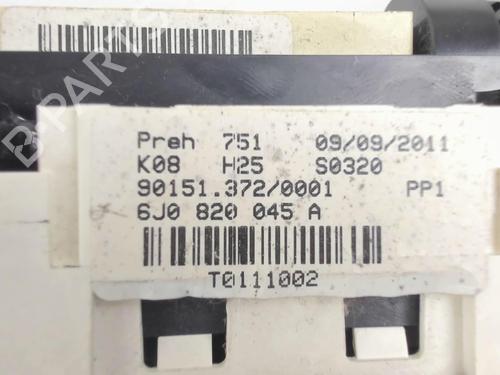 Preh 751 09/09/2011
K08 H25 S0320
90151.372/0001 PP1
6J0 820 045 A
T0111002